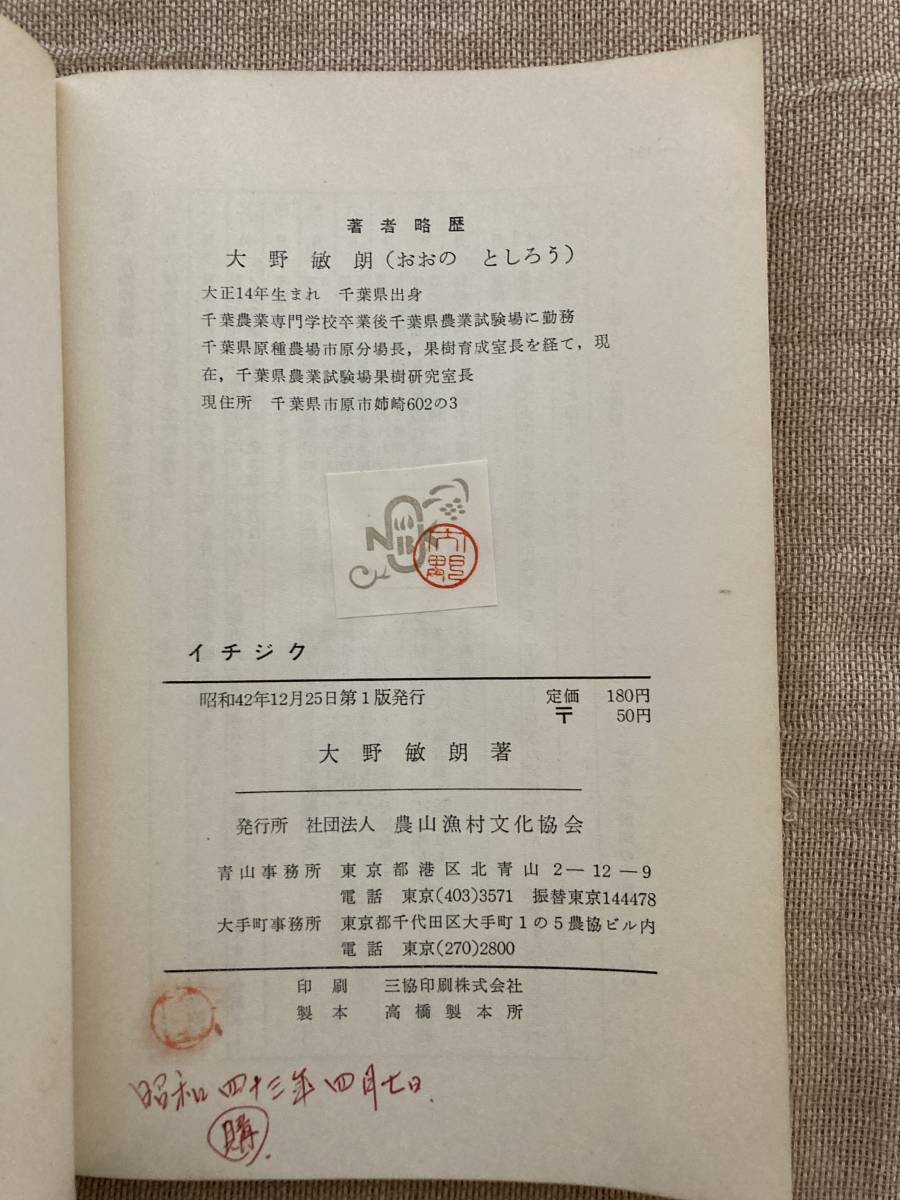 著者略歴
大野敏朗(おおの としろう)
大正14年生まれ 千葉県出身
千葉農業専門学校卒業後千葉県農業試験場に勤務
千葉県原種農場市原分場長，果樹育成室長を経て，現
在，千葉県農業試験場果樹研究室長
現住所 千葉県市原市姉崎602の3
イチジク
昭和42年12月25日第1版発行 定価 180円
〒 50円
大野敏朗著
発行所 社団法人 農山漁村文化協会
青山事務所 東京都港区北青山2―12―9
電話 東京(403)3571 振替東京144478
大手町事務所 東京都千代田区大手町1の5農協ビル内
電話 東京(270)2800
印刷 三協印刷株式会社
製本 高橋製本所
昭和四十三年四月七日.
購